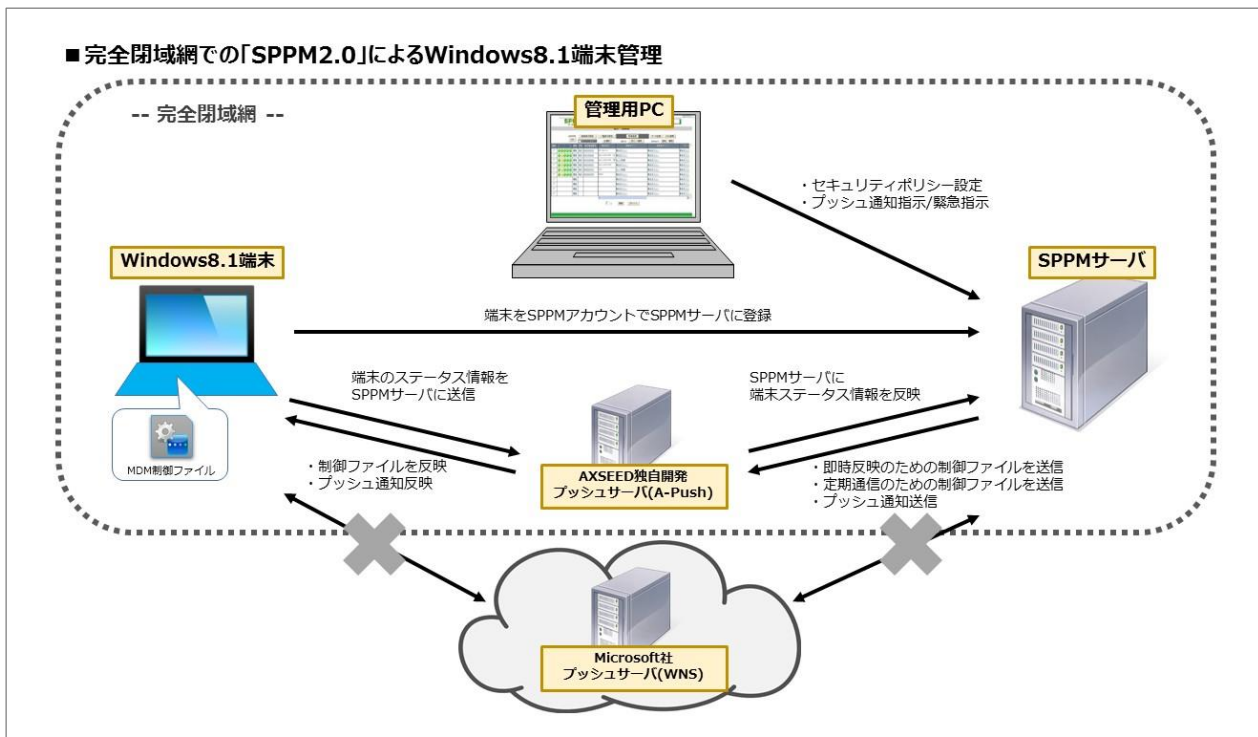 ■完全閉域網での「SPPM2.0」によるWindows8.1端末管理
-- 完全閉域網 --
管理用PC
・セキュリティポリシー設定
・プッシュ通知指示/緊急指示
Windows8.1端末
SPPMサーバ
端末をSPPMアカウントでSPPMサーバに登録
端末のステータス情報を
SPPMサーバに送信
SPPMサーバに
端末ステータス情報を反映
MDM制御ファイル
・制御ファイルを反映
・プッシュ通知反映
AXSEED独自開発
プッシュサーバ(A-Push)
・即時反映のための制御ファイルを送信
・定期通信のための制御ファイルを送信
・プッシュ通知送信
Microsoft社
プッシュサーバ(WNS)